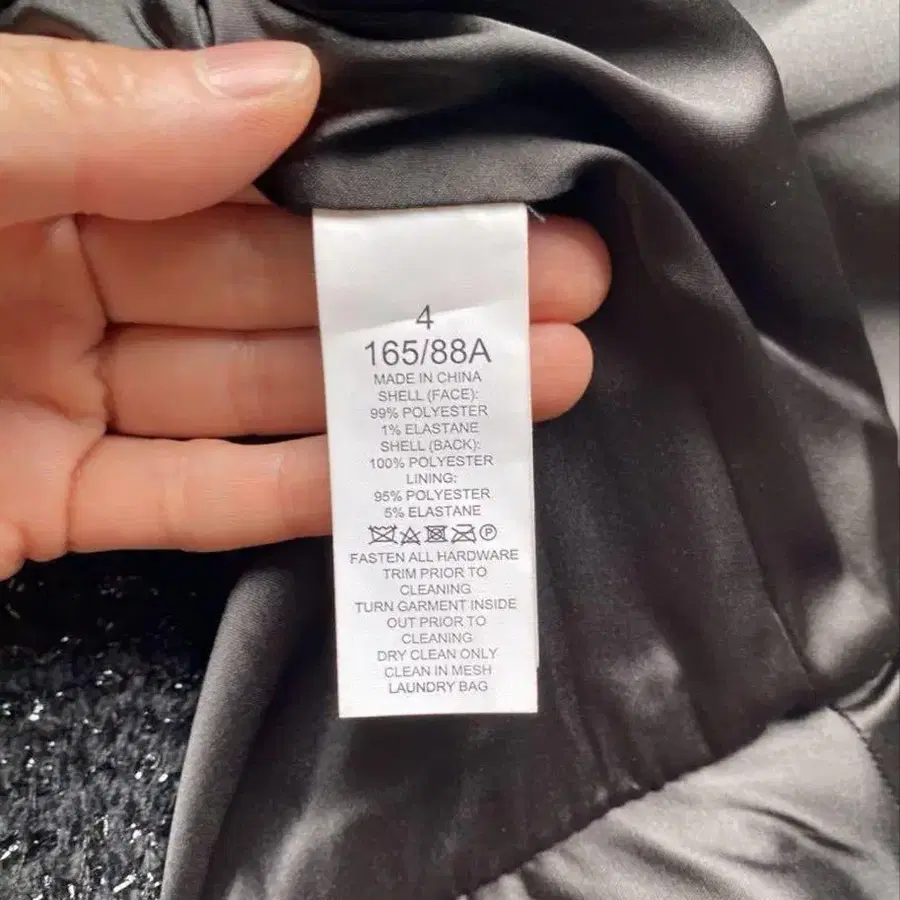 4
165/88A
MADE IN CHINA
SHELL (FACE):
99% POLYESTER
1% ELASTANE
SHELL (BACK):
100% POLYESTER
LINING:
95% POLYESTER
5% ELASTANE
P
FASTEN ALL HARDWARE
TRIM PRIOR TO
CLEANING
TURN GARMENT INSIDE
OUT PRIOR TO
CLEANING
DRY CLEAN ONLY
CLEAN IN MESH
LAUNDRY BAG